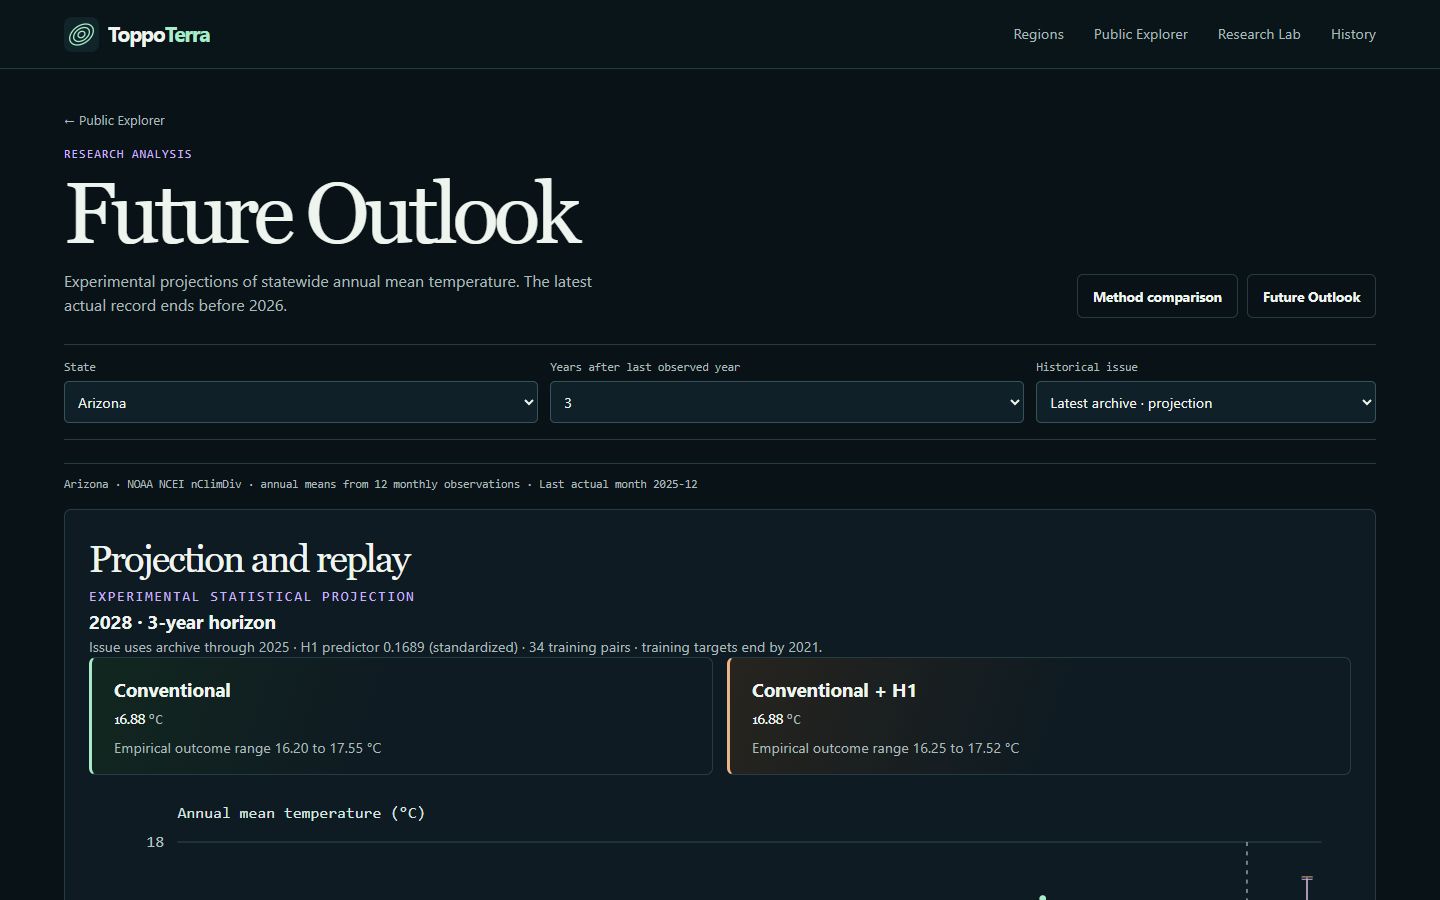 ToppoTerra
Regions
Public Explorer
Research Lab
History
← Public Explorer
RESEARCH ANALYSIS
Future Outlook
Experimental projections of statewide annual mean temperature. The latest
actual record ends before 2026.
Method comparison
Future Outlook
State
Years after last observed year
Historical issue
Arizona
3
Latest archive · projection
Arizona · NOAA NCEI nClimDiv · annual means from 12 monthly observations · Last actual month 2025-12
Projection and replay
EXPERIMENTAL STATISTICAL PROJECTION
2028 · 3-year horizon
Issue uses archive through 2025 · H1 predictor 0.1689 (standardized) · 34 training pairs · training targets end by 2021.
Conventional
16.88 °C
Empirical outcome range 16.20 to 17.55 °C
Conventional + H1
16.88 °C
Empirical outcome range 16.25 to 17.52 °C
Annual mean temperature (°C)
18